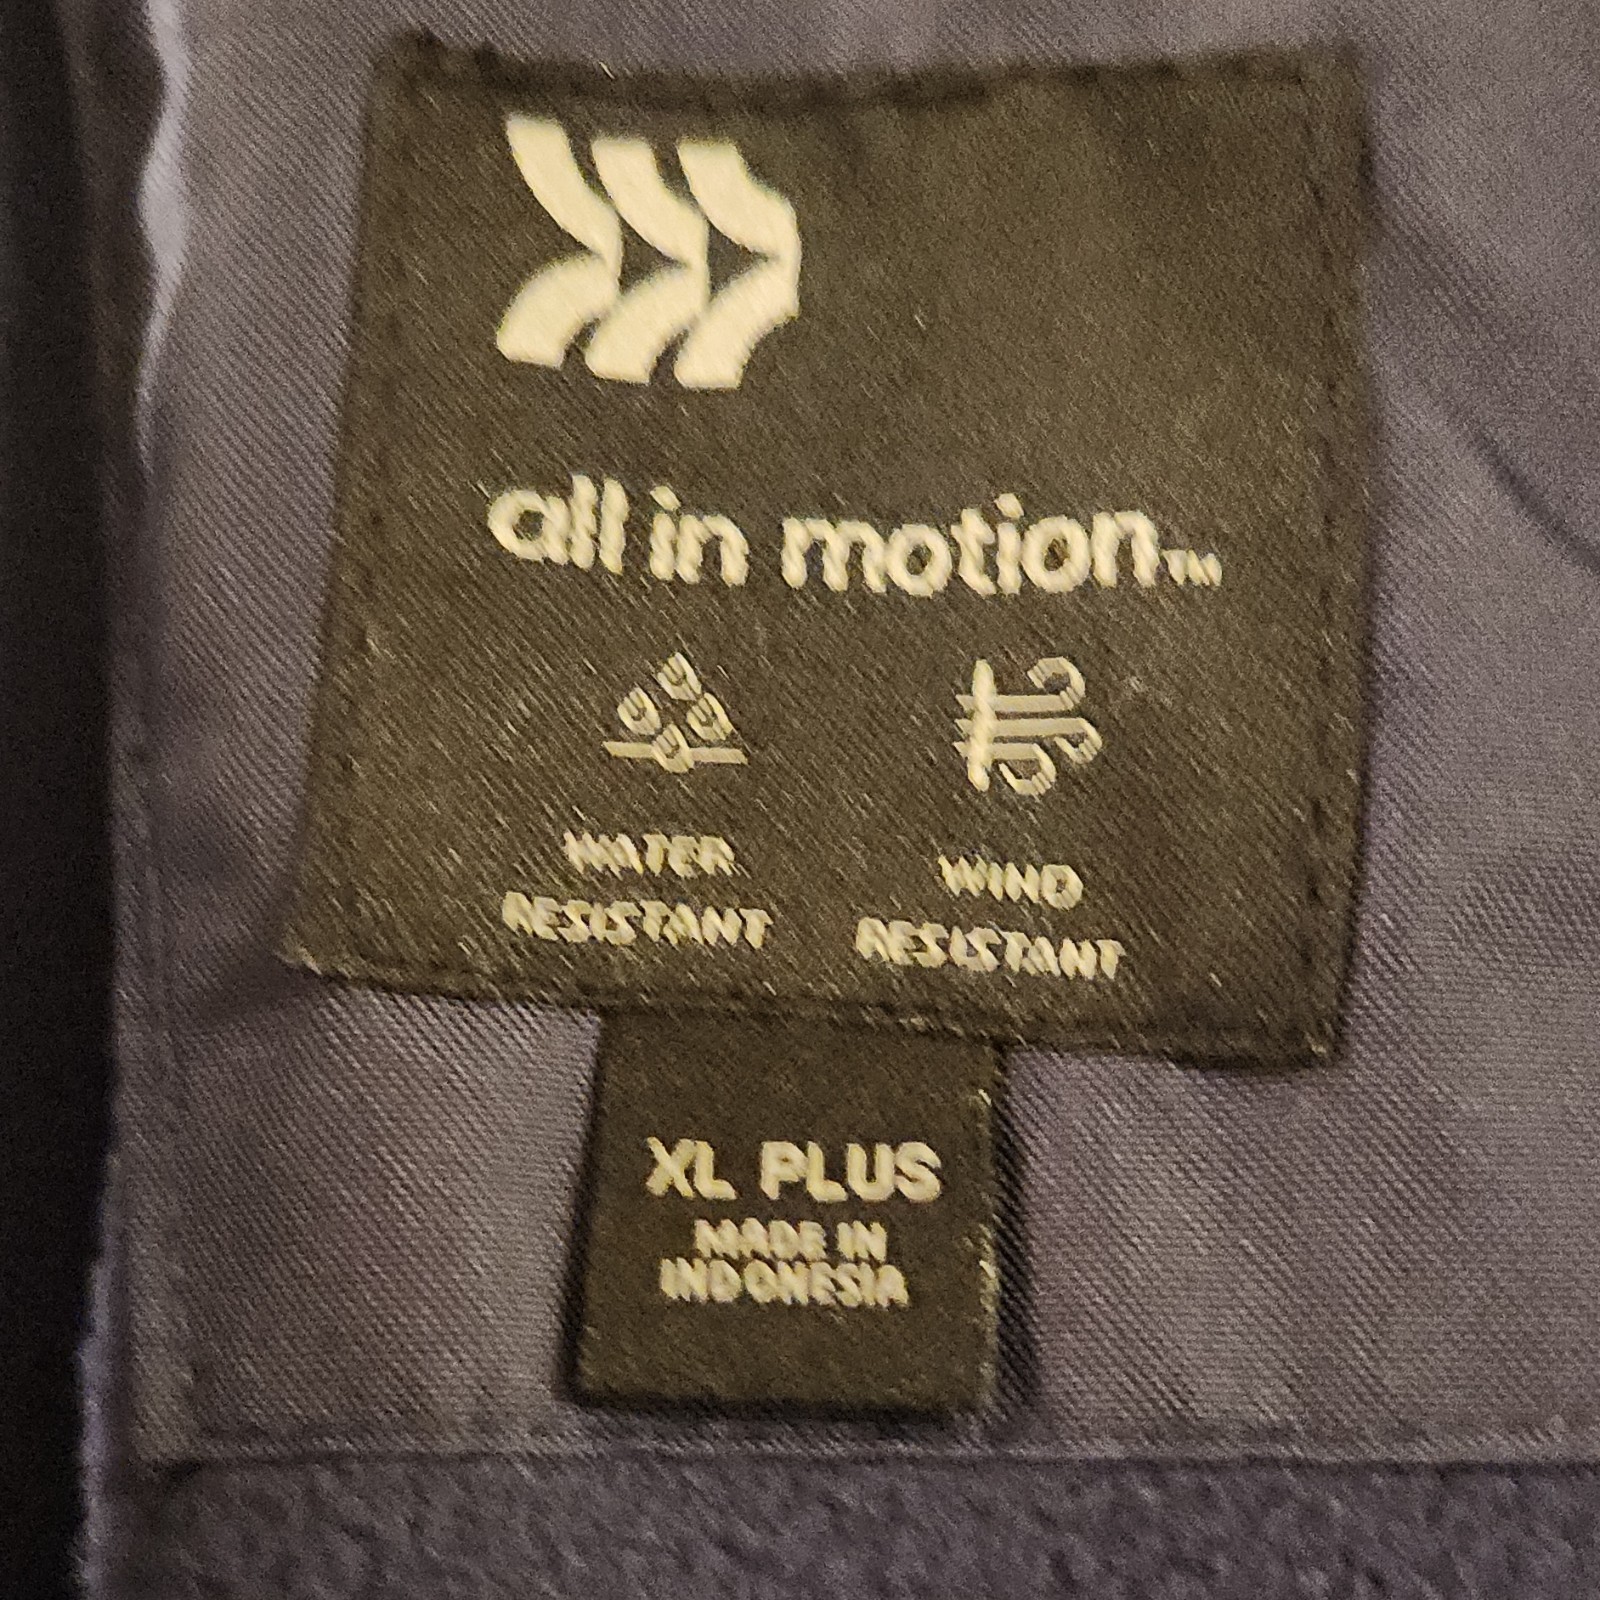 all in motion™
WATER
RESISTANT
WIND
RESISTANT
XL PLUS
MADE IN
INDONESIA